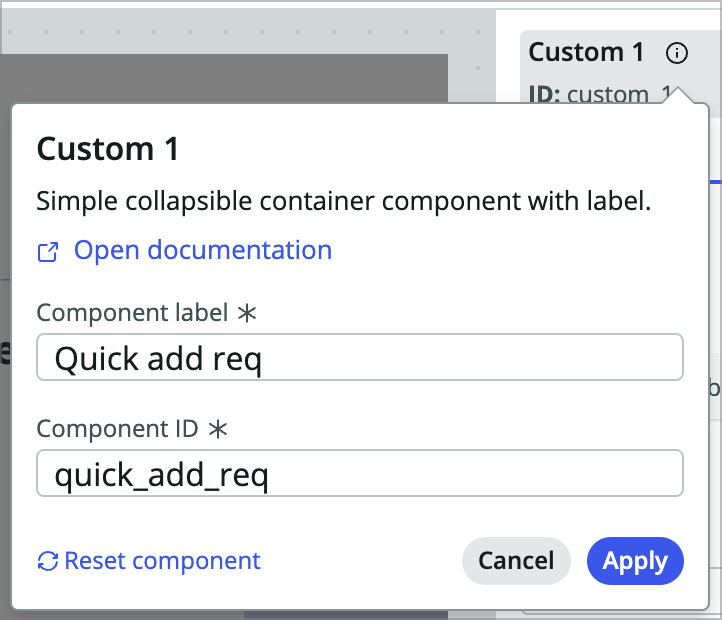 Custom 1
ID: custom_1
Custom 1
Simple collapsible container component with label.
Open documentation
Component label *
Quick add req
Component ID *
quick_add_req
Reset component
Cancel
Apply